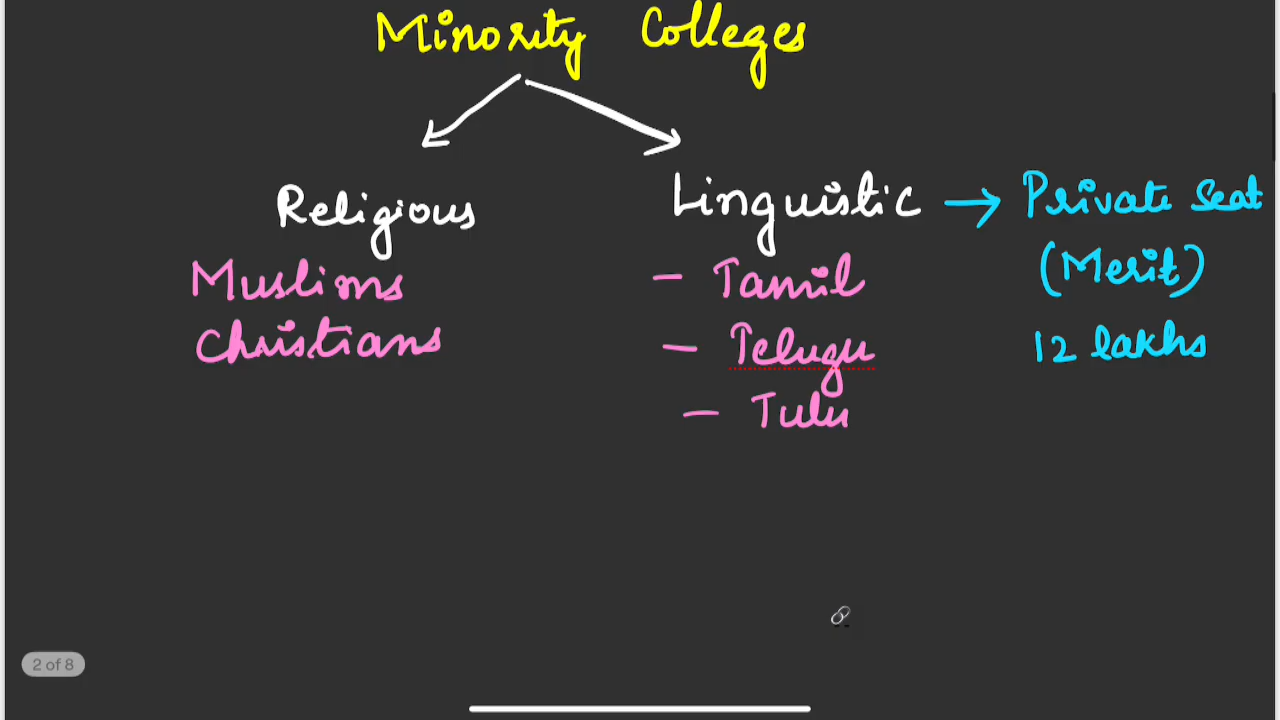 Minority Colleges
Religious
Muslims
Christians
Linguistic → Private Seat
(Merit)
12 lakhs
- Tamil
- Telugu
- Tulu
2 of 8